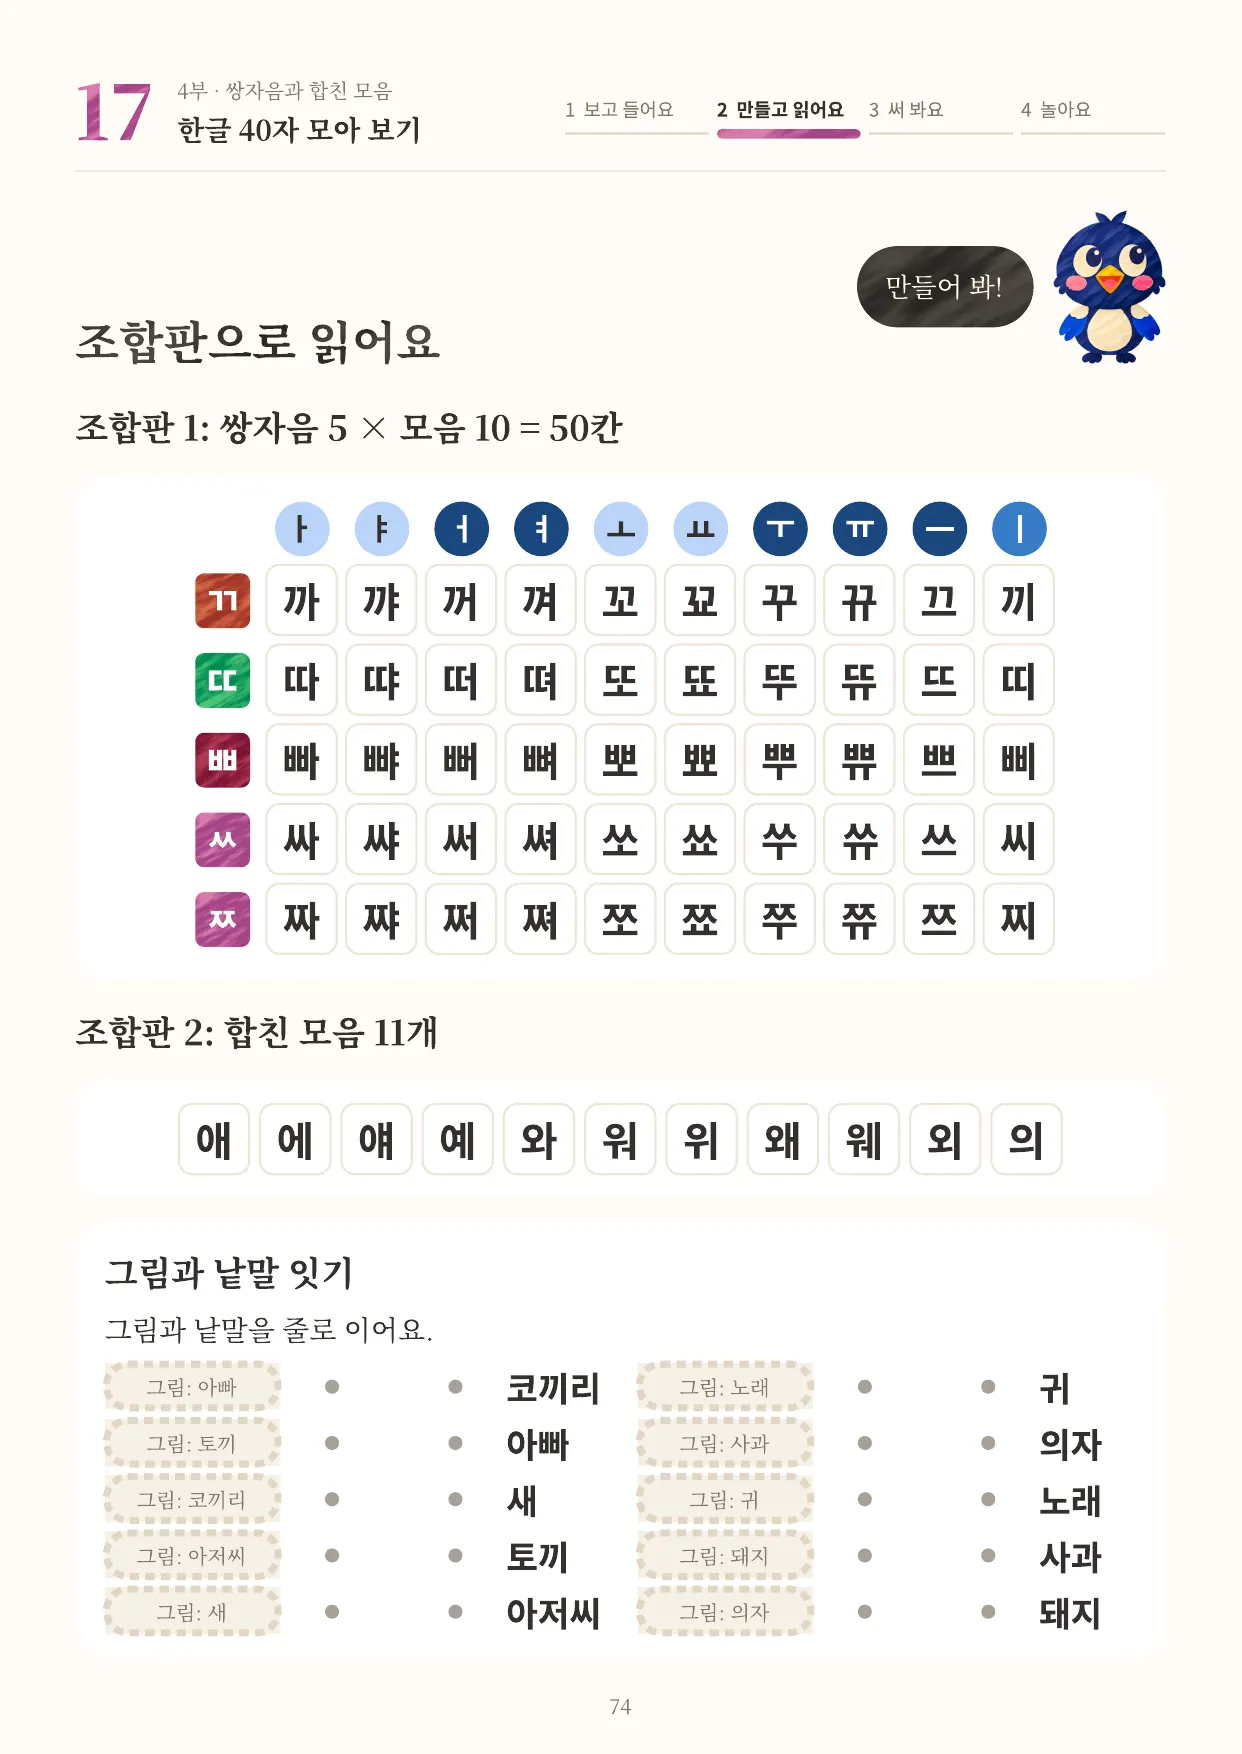 17
4부 · 쌍자음과 합친 모음
한글 40자 모아 보기
1 보고 들어요 2 만들고 읽어요 3 써 봐요 4 놀아요
만들어 봐!
조합판으로 읽어요
조합판 1: 쌍자음 5 × 모음 10 = 50칸
ㅏ ㅑ ㅓ ㅕ ㅗ ㅛ ㅜ ㅠ ㅡ ㅣ
ㄲ 까 꺄 꺼 껴 꼬 꾜 꾸 뀨 끄 끼
ㄸ 따 땨 떠 뗘 또 뚀 뚜 뜌 뜨 띠
ㅃ 빠 뺘 뻐 뼈 뽀 뾰 뿌 쀼 쁘 삐
ㅆ 싸 쌰 써 쎠 쏘 쑈 쑤 쓔 쓰 씨
ㅉ 짜 쨔 쩌 쪄 쪼 쬬 쭈 쮸 쯔 찌
조합판 2: 합친 모음 11개
애 에 얘 예 와 워 위 왜 웨 외 의
그림과 낱말 잇기
그림과 낱말을 줄로 이어요.
그림: 아빠 코끼리 그림: 노래 귀
그림: 토끼 아빠 그림: 사과 의자
그림: 코끼리 새 그림: 귀 노래
그림: 아저씨 토끼 그림: 돼지 사과
그림: 새 아저씨 그림: 의자 돼지
74